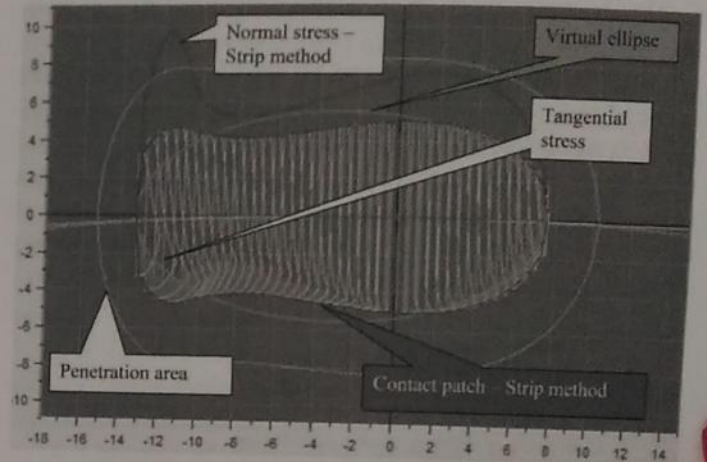 Normal stress –
Strip method
Virtual ellipse
Tangential
stress
Penetration area
Contact patch – Strip method
10
8
6
4
2
0
-2
-4
-6
-8
-10
-18 -16 -14 -12 -10 -8 -6 -4 -2 0 2 4 6 8 10 12 14